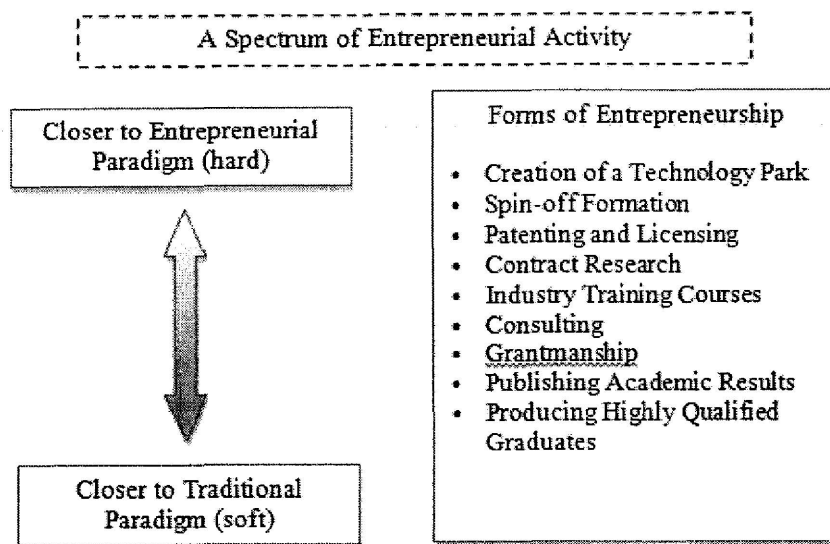 A Spectrum of Entrepreneurial Activity
Closer to Entrepreneurial
Paradigm (hard)
Closer to Traditional
Paradigm (soft)
Forms of Entrepreneurship
• Creation of a Technology Park
• Spin-off Formation
• Patenting and Licensing
• Contract Research
• Industry Training Courses
• Consulting
• Grantmanship
• Publishing Academic Results
• Producing Highly Qualified
Graduates